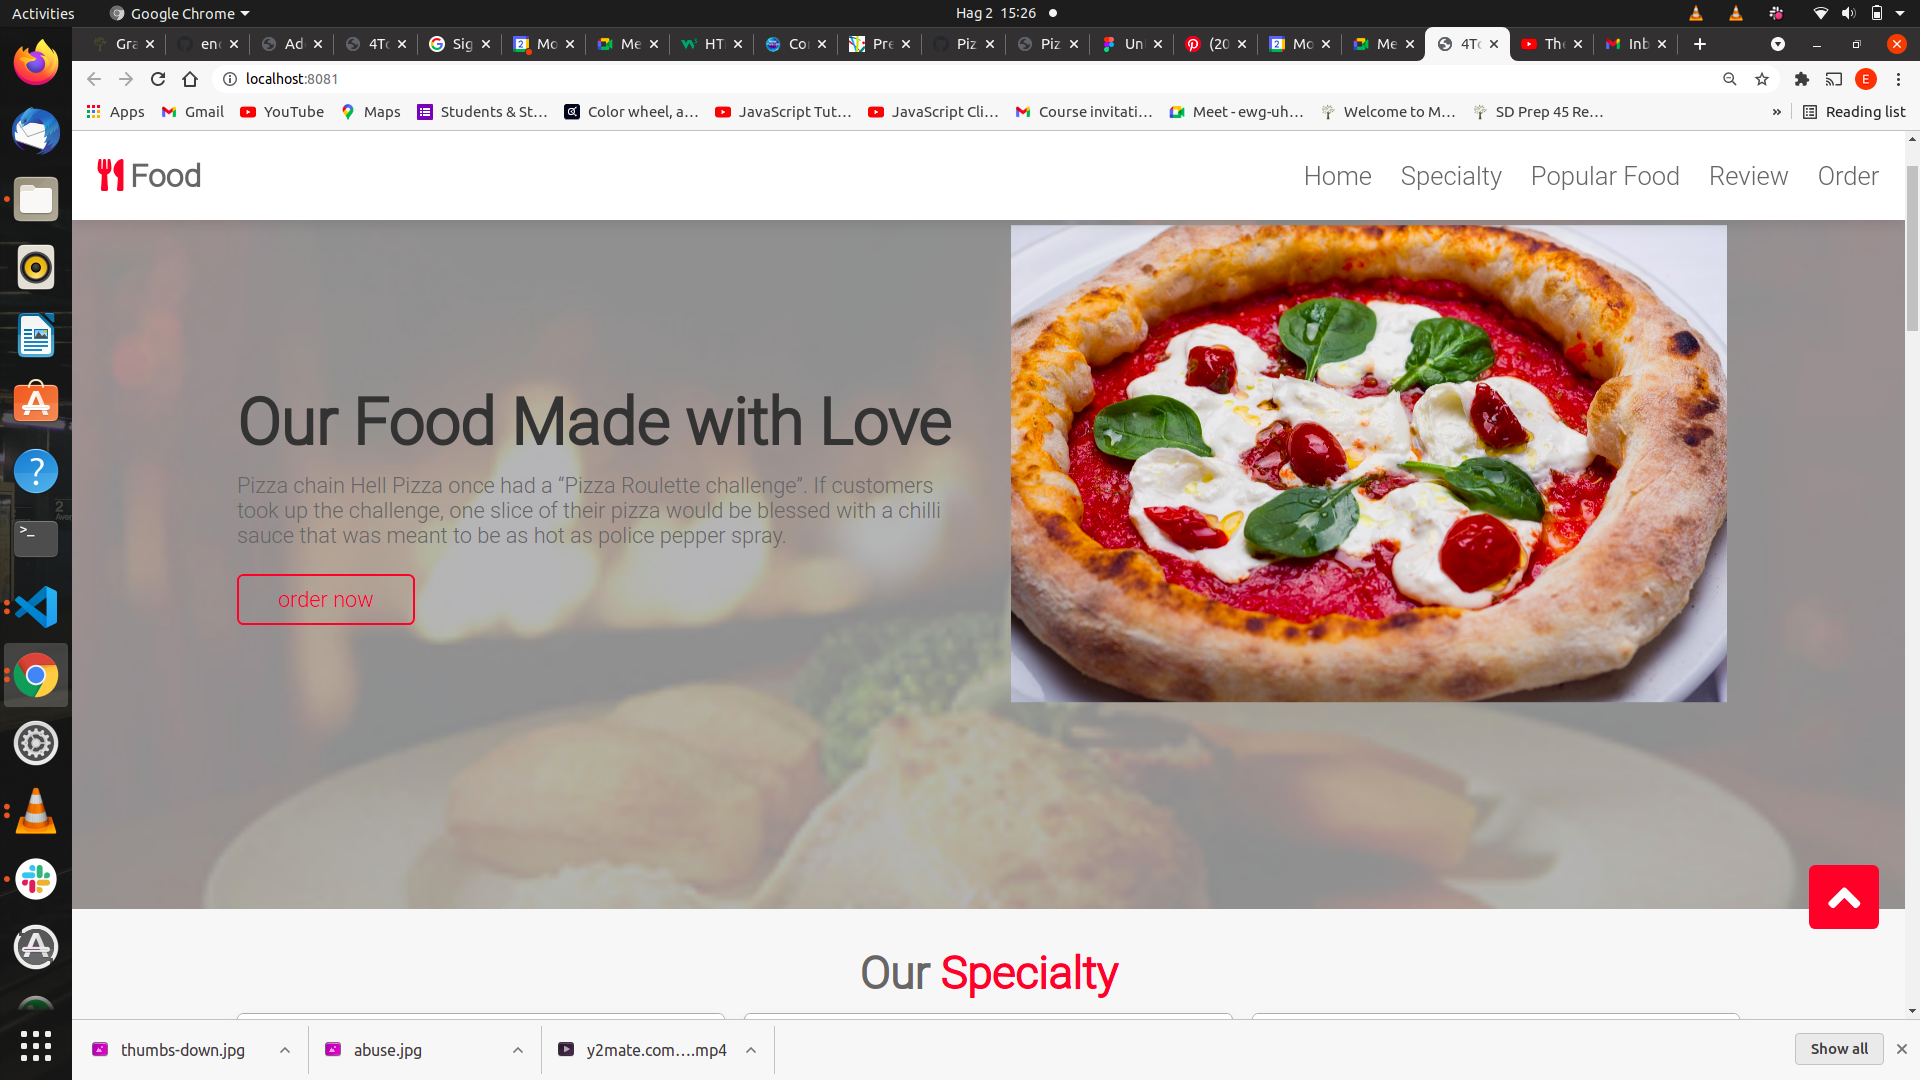 Activities
Google Chrome
Hag 2 15:26
Gra
enc
Ad
4To
Sig
Mo
Me
HT
Co
Pre
Piz
Piz
Un
(20
Mo
Me
4To
The
Inb
localhost:8081
E
Apps
Gmail
YouTube
Maps
Students & St…
Color wheel, a…
JavaScript Tut…
JavaScript Cli…
Course invitati…
Meet - ewg-uh…
Welcome to M…
SD Prep 45 Re…
»
Reading list
Food
Home
Specialty
Popular Food
Review
Order
Our Food Made with Love
Pizza chain Hell Pizza once had a “Pizza Roulette challenge”. If customers
took up the challenge, one slice of their pizza would be blessed with a chilli
sauce that was meant to be as hot as police pepper spray.
order now
Our Specialty
thumbs-down.jpg
abuse.jpg
y2mate.com….mp4
Show all